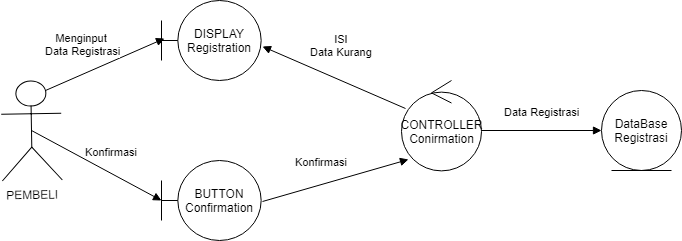 DISPLAY
Registration
Menginput
Data Registrasi
ISI
Data Kurang
CONTROLLER
Conirmation
Data Registrasi
DataBase
Registrasi
Konfirmasi
Konfirmasi
PEMBELI
BUTTON
Confirmation